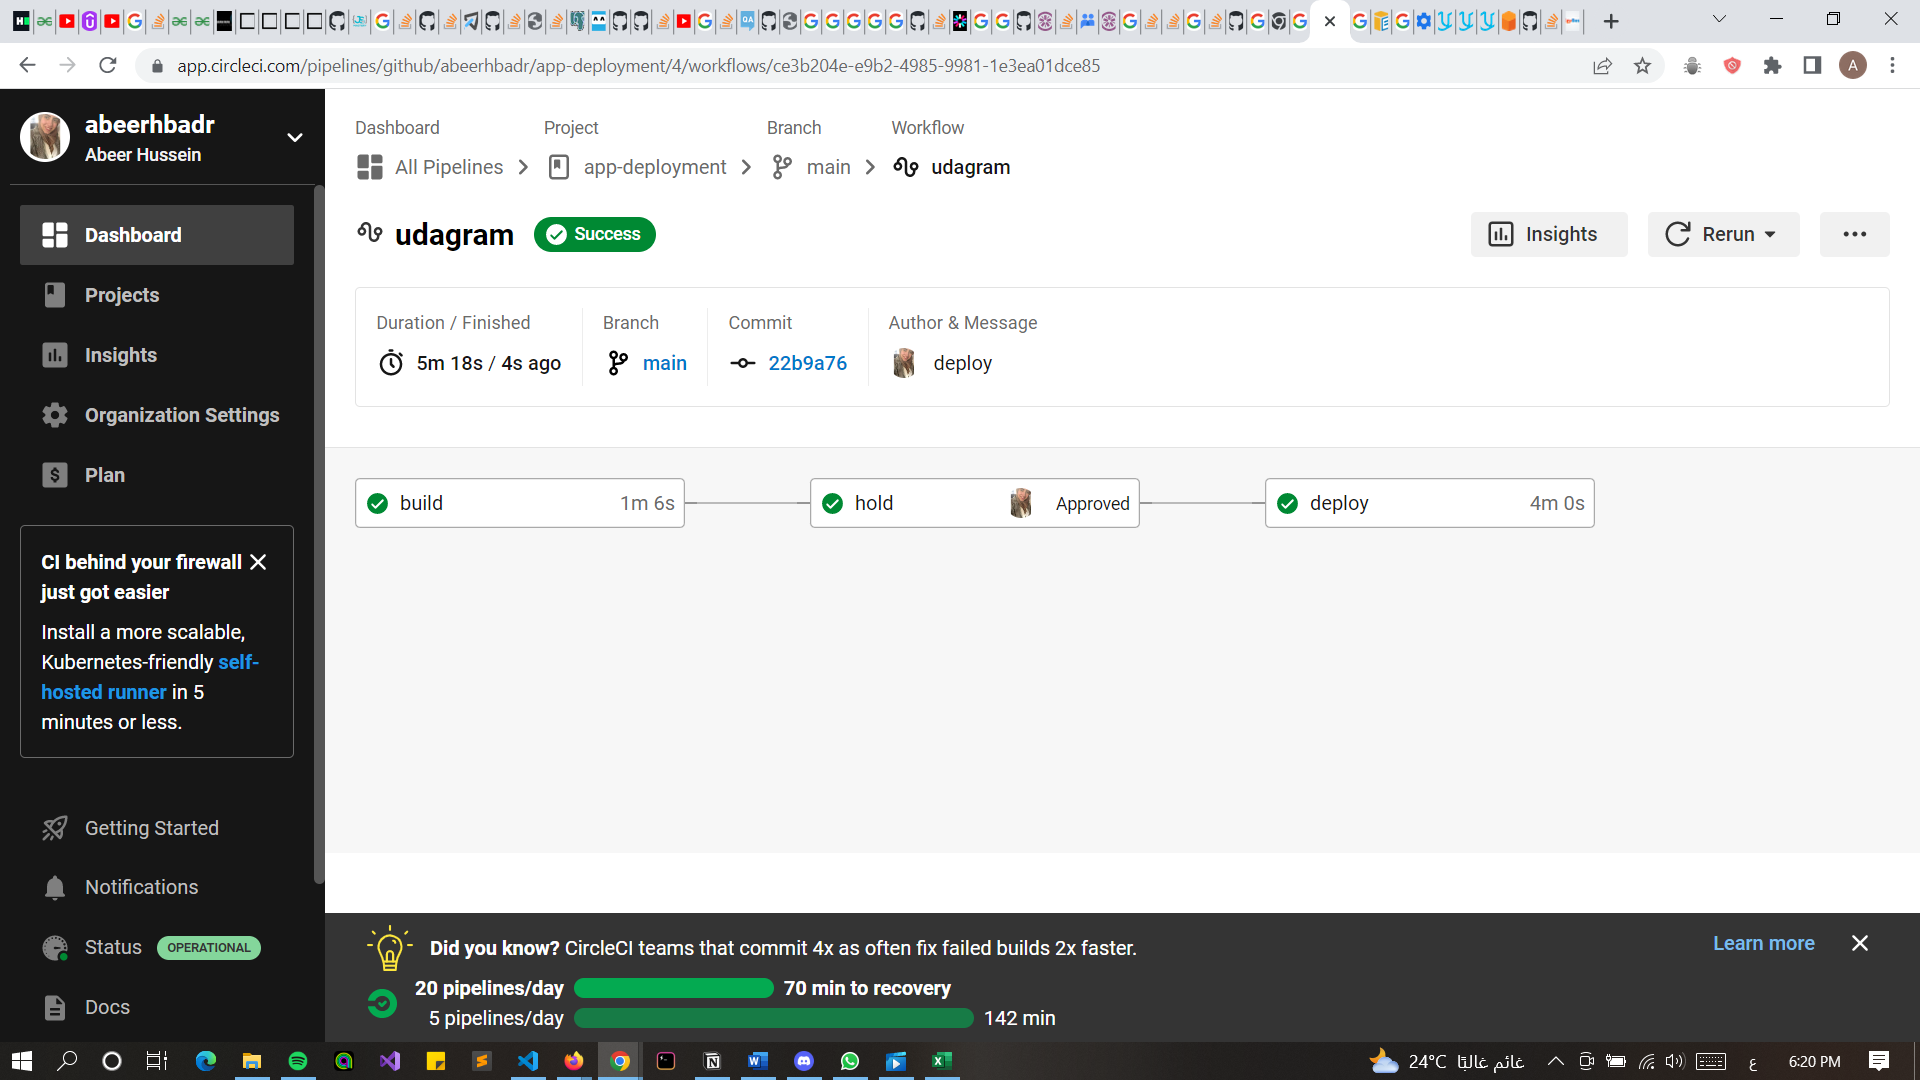 app.circleci.com/pipelines/github/abeerhbadr/app-deployment/4/workflows/ce3b204e-e9b2-4985-9981-1e3ea01dce85
A
abeerhbadr
Abeer Hussein
Dashboard
Projects
Insights
Organization Settings
Plan
CI behind your firewall
just got easier
Install a more scalable,
Kubernetes-friendly self-
hosted runner in 5
minutes or less.
Getting Started
Notifications
Status OPERATIONAL
Docs
Dashboard Project Branch Workflow
All Pipelines app-deployment main udagram
udagram Success
Insights Rerun
Duration / Finished Branch Commit Author & Message
5m 18s / 4s ago main 22b9a76 deploy
build 1m 6s
hold Approved
deploy 4m 0s
Did you know? CircleCI teams that commit 4x as often fix failed builds 2x faster.
Learn more
20 pipelines/day 70 min to recovery
5 pipelines/day 142 min
24°C غائم غالبًا
ع
6:20 PM